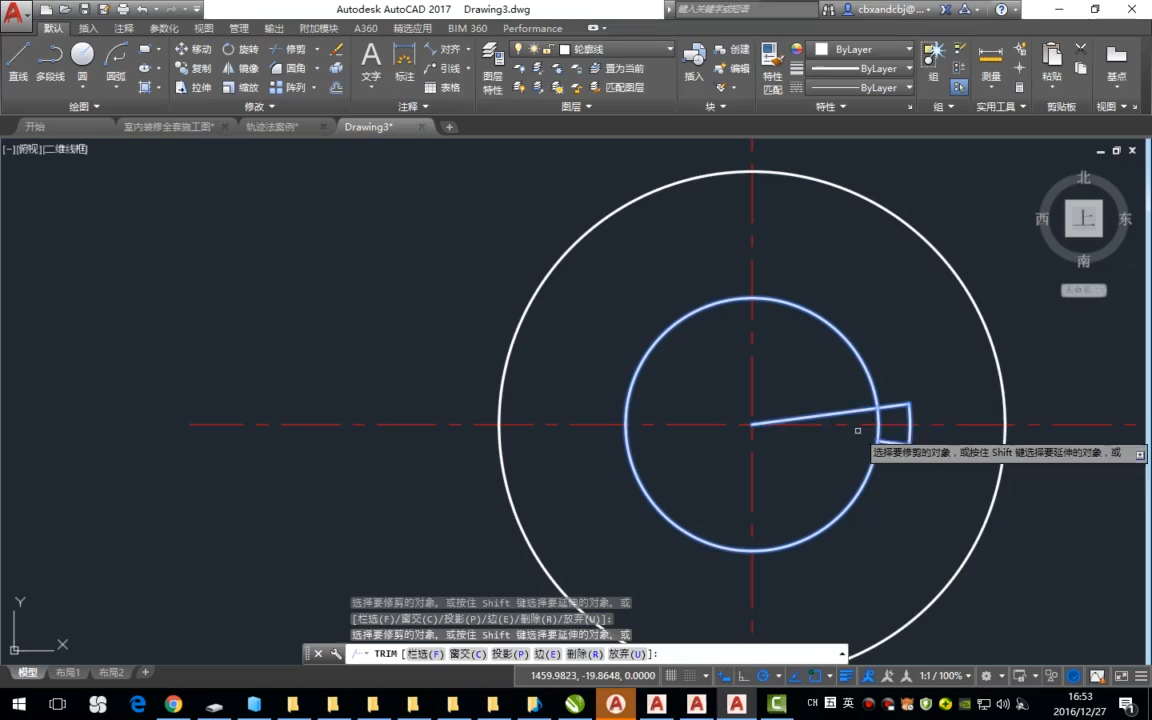 Autodesk AutoCAD 2017 Drawing3.dwg
键入关键字或短语
cbxandcbj@...
默认 插入 注释 参数化 视图 管理 输出 附加模块 A360 精选应用 BIM 360 Performance
直线 多段线 圆 圆弧
移动 旋转 修剪
复制 镜像 圆角
拉伸 缩放 阵列
文字 标注
对齐
引线
表格
图层特性
轮廓线
置为当前
匹配图层
插入
创建
编辑
特性匹配
ByLayer
ByLayer
ByLayer
组
测量
粘贴
基点
绘图 修改 注释 图层 块 特性 组 实用工具 剪贴板 视图
开始 室内装修全套施工图* 轨迹法案例* Drawing3*
[-][俯视][二维线框]
北
西 上 东
南
选择要修剪的对象，或按住 Shift 键选择要延伸的对象，或
Y
X
选择要修剪的对象，或按住 Shift 键选择要延伸的对象，或
[栏选(F)/窗交(C)/投影(P)/边(E)/删除(R)/放弃(U)]:
选择要修剪的对象，或按住 Shift 键选择要延伸的对象，或
TRIM [栏选(F) 窗交(C) 投影(P) 边(E) 删除(R) 放弃(U)]:
模型 布局1 布局2
1459.9823, -19.8648, 0.0000
1:1 / 100%
CH 五 英
16:53
2016/12/27